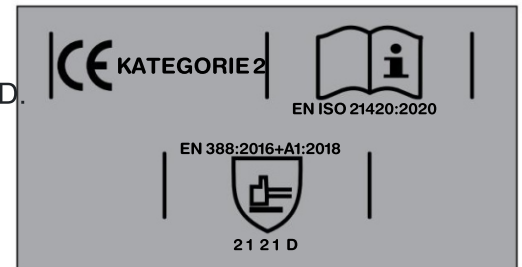 D.
CE KATEGORIE 2
i
EN ISO 21420:2020
EN 388:2016+A1:2018
2121 D